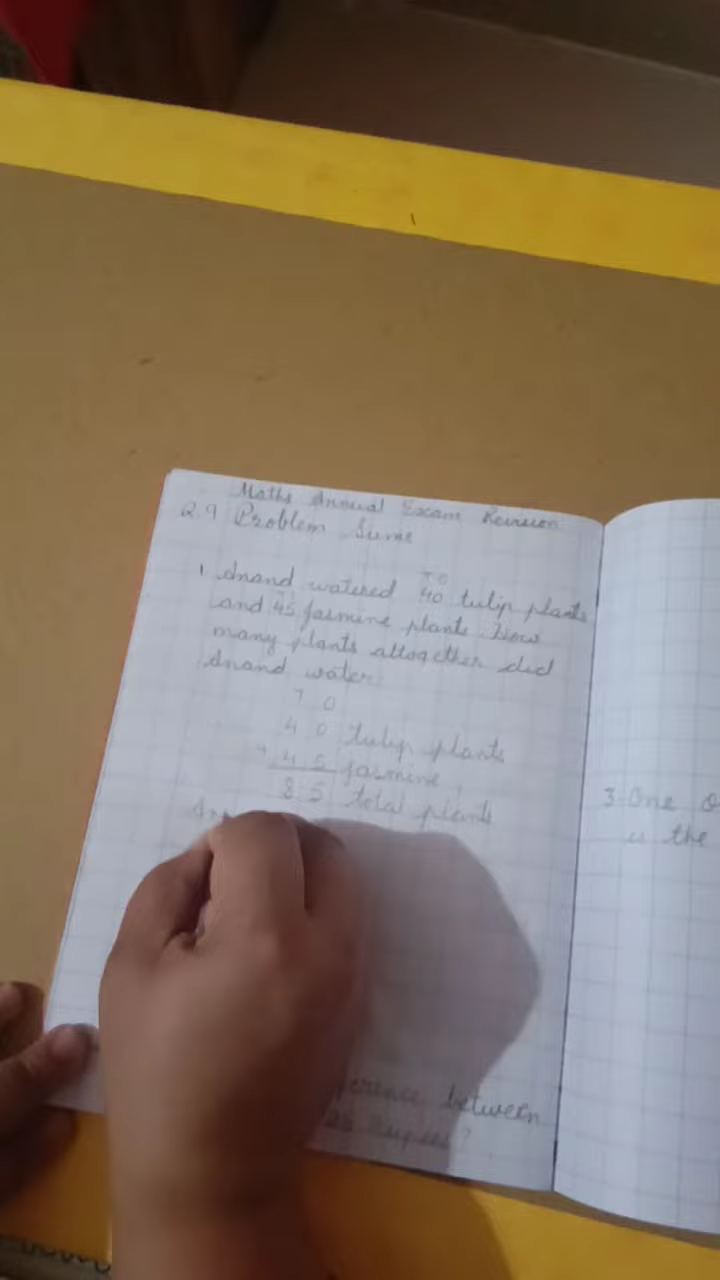 Maths Annual Exam Revision
2.9 Problem Sums
1. Anand watered 40 tulip plants
T O
and 45 jasmine plants. How
many plants altogether did
Anand water
T O
4 0 tulip plants
+ 4 5 jasmine
8 5 total plants
3. One
is the
between
Rupees?